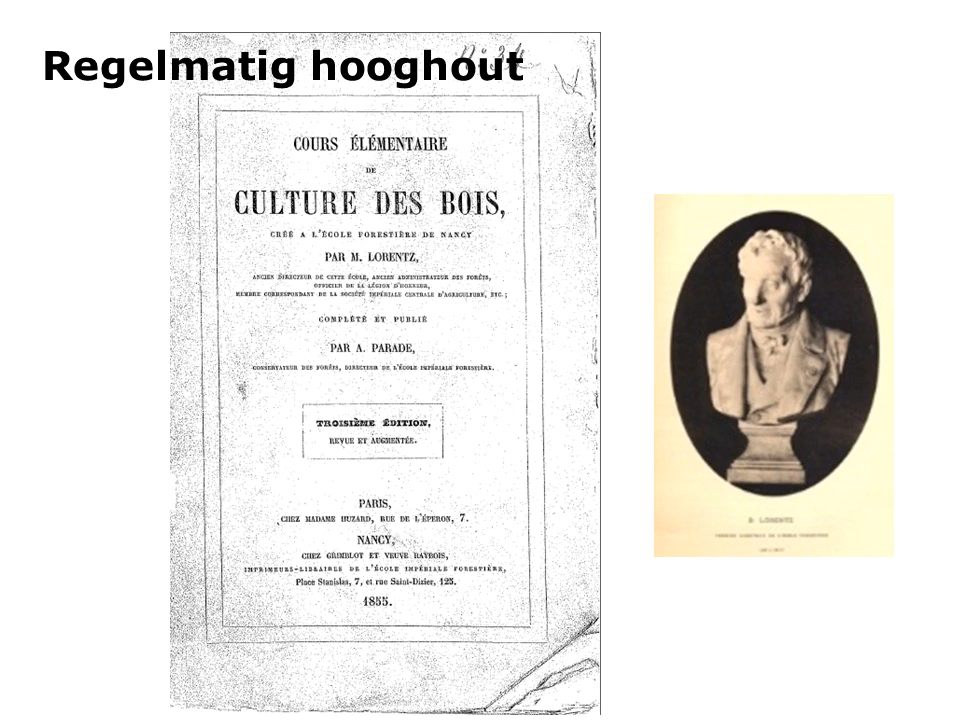 Regelmatig hooghout
N° 34
COURS ÉLÉMENTAIRE
DE
CULTURE DES BOIS,
CRÉÉ A L'ÉCOLE FORESTIÈRE DE NANCY
PAR M. LORENTZ,
ANCIEN DIRECTEUR DE CETTE ÉCOLE, ANCIEN ADMINISTRATEUR DES FORÊTS,
OFFICIER DE LA LÉGION D'HONNEUR,
MEMBRE CORRESPONDANT DE LA SOCIÉTÉ IMPÉRIALE CENTRALE D'AGRICULTURE, ETC.;
COMPLÉTÉ ET PUBLIÉ
PAR A. PARADE,
CONSERVATEUR DES FORÊTS, DIRECTEUR DE L'ÉCOLE IMPÉRIALE FORESTIÈRE.
TROISIÈME ÉDITION,
REVUE ET AUGMENTÉE.
PARIS,
CHEZ MADAME HUZARD, RUE DE L'ÉPERON, 7.
NANCY,
CHEZ GRIMBLOT ET VEUVE RAYBOIS,
IMPRIMEURS-LIBRAIRES DE L'ÉCOLE IMPÉRIALE FORESTIÈRE,
Place Stanislas, 7, et rue Saint-Dizier, 125.
1855.
B. LORENTZ